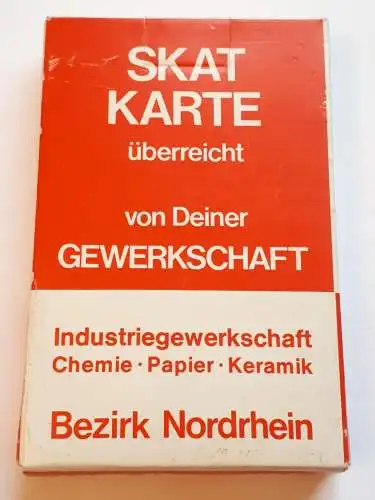 SKAT
KARTE
überreicht
von Deiner
GEWERKSCHAFT
Industriegewerkschaft
Chemie · Papier · Keramik
Bezirk Nordrhein